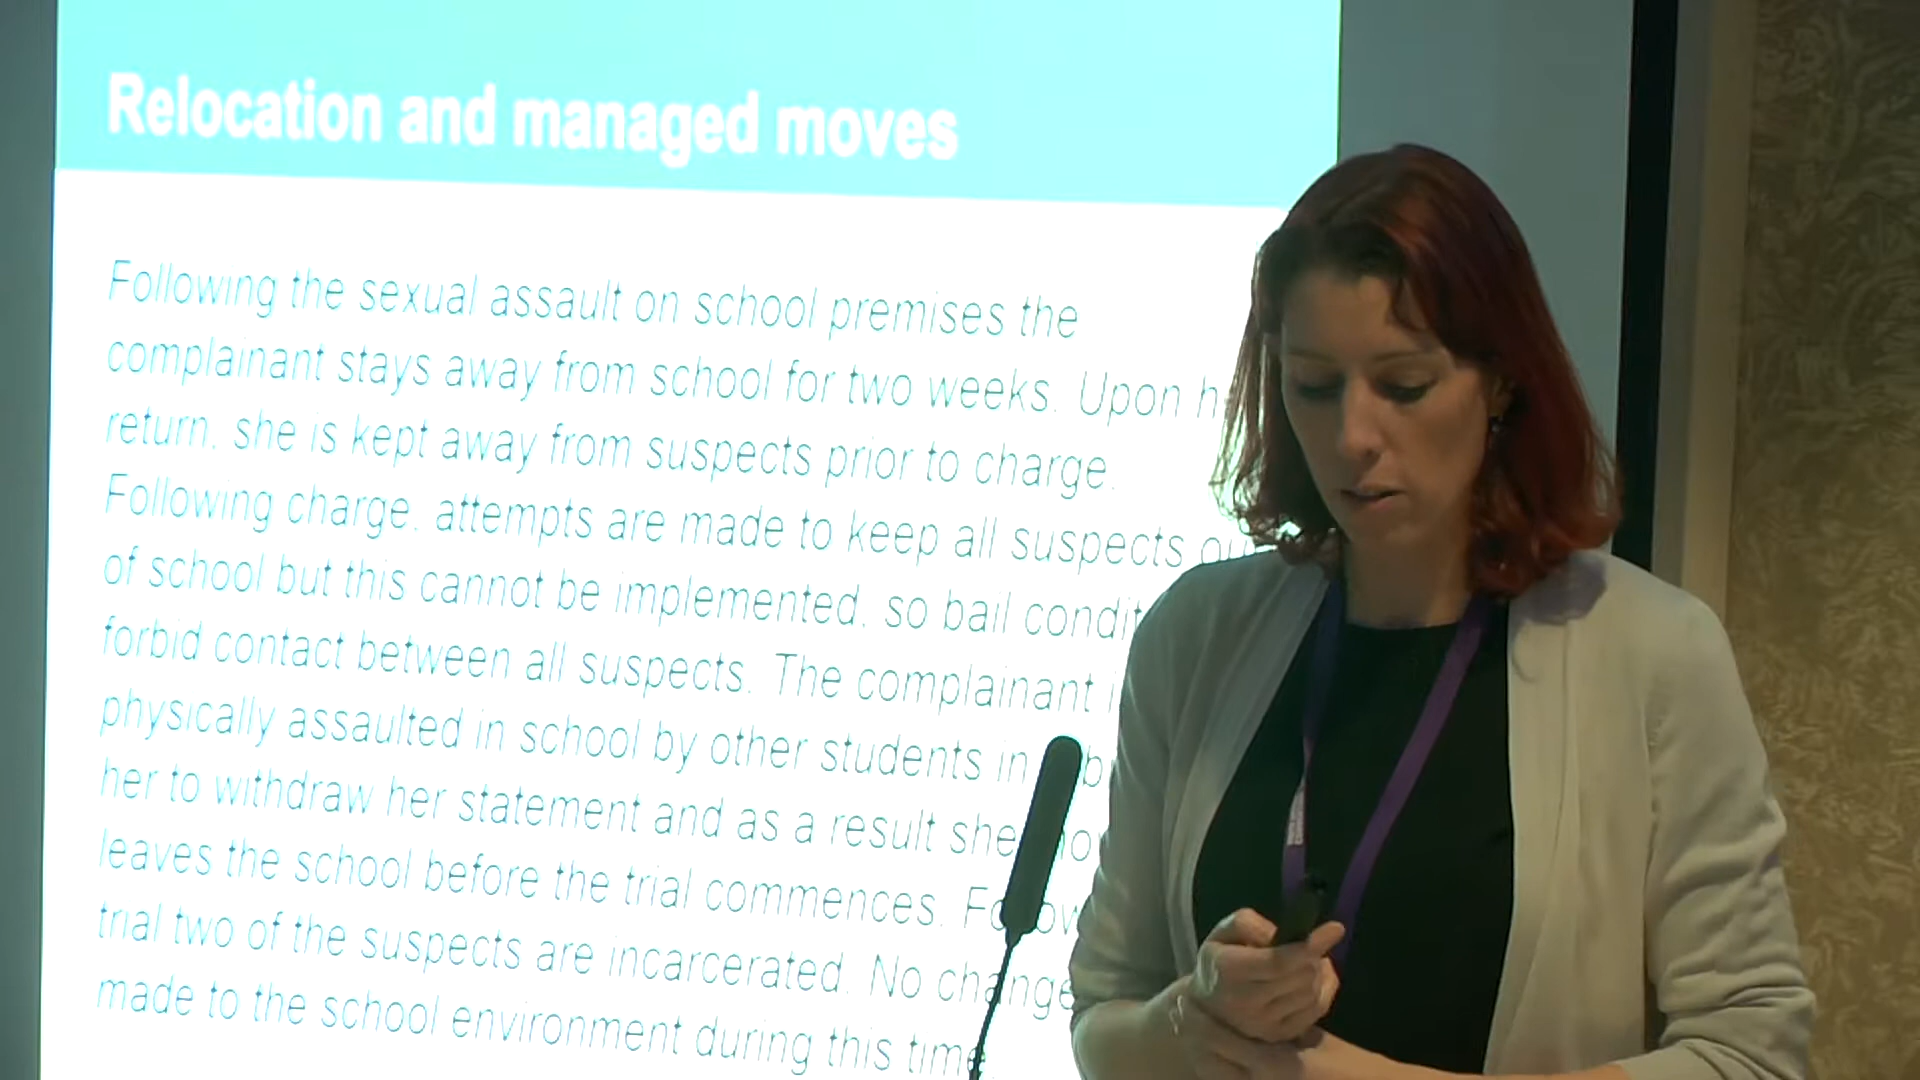 Relocation and managed moves
Following the sexual assault on school premises the
complainant stays away from school for two weeks. Upon
return, she is kept away from suspects prior to charge.
Following charge, attempts are made to keep all suspects
of school but this cannot be implemented, so bail
forbid contact between all suspects. The complainant
physically assaulted in school by other students in
her to withdraw her statement and as a result she
leaves the school before the trial commences.
trial two of the suspects are incarcerated. No
made to the school environment during this time